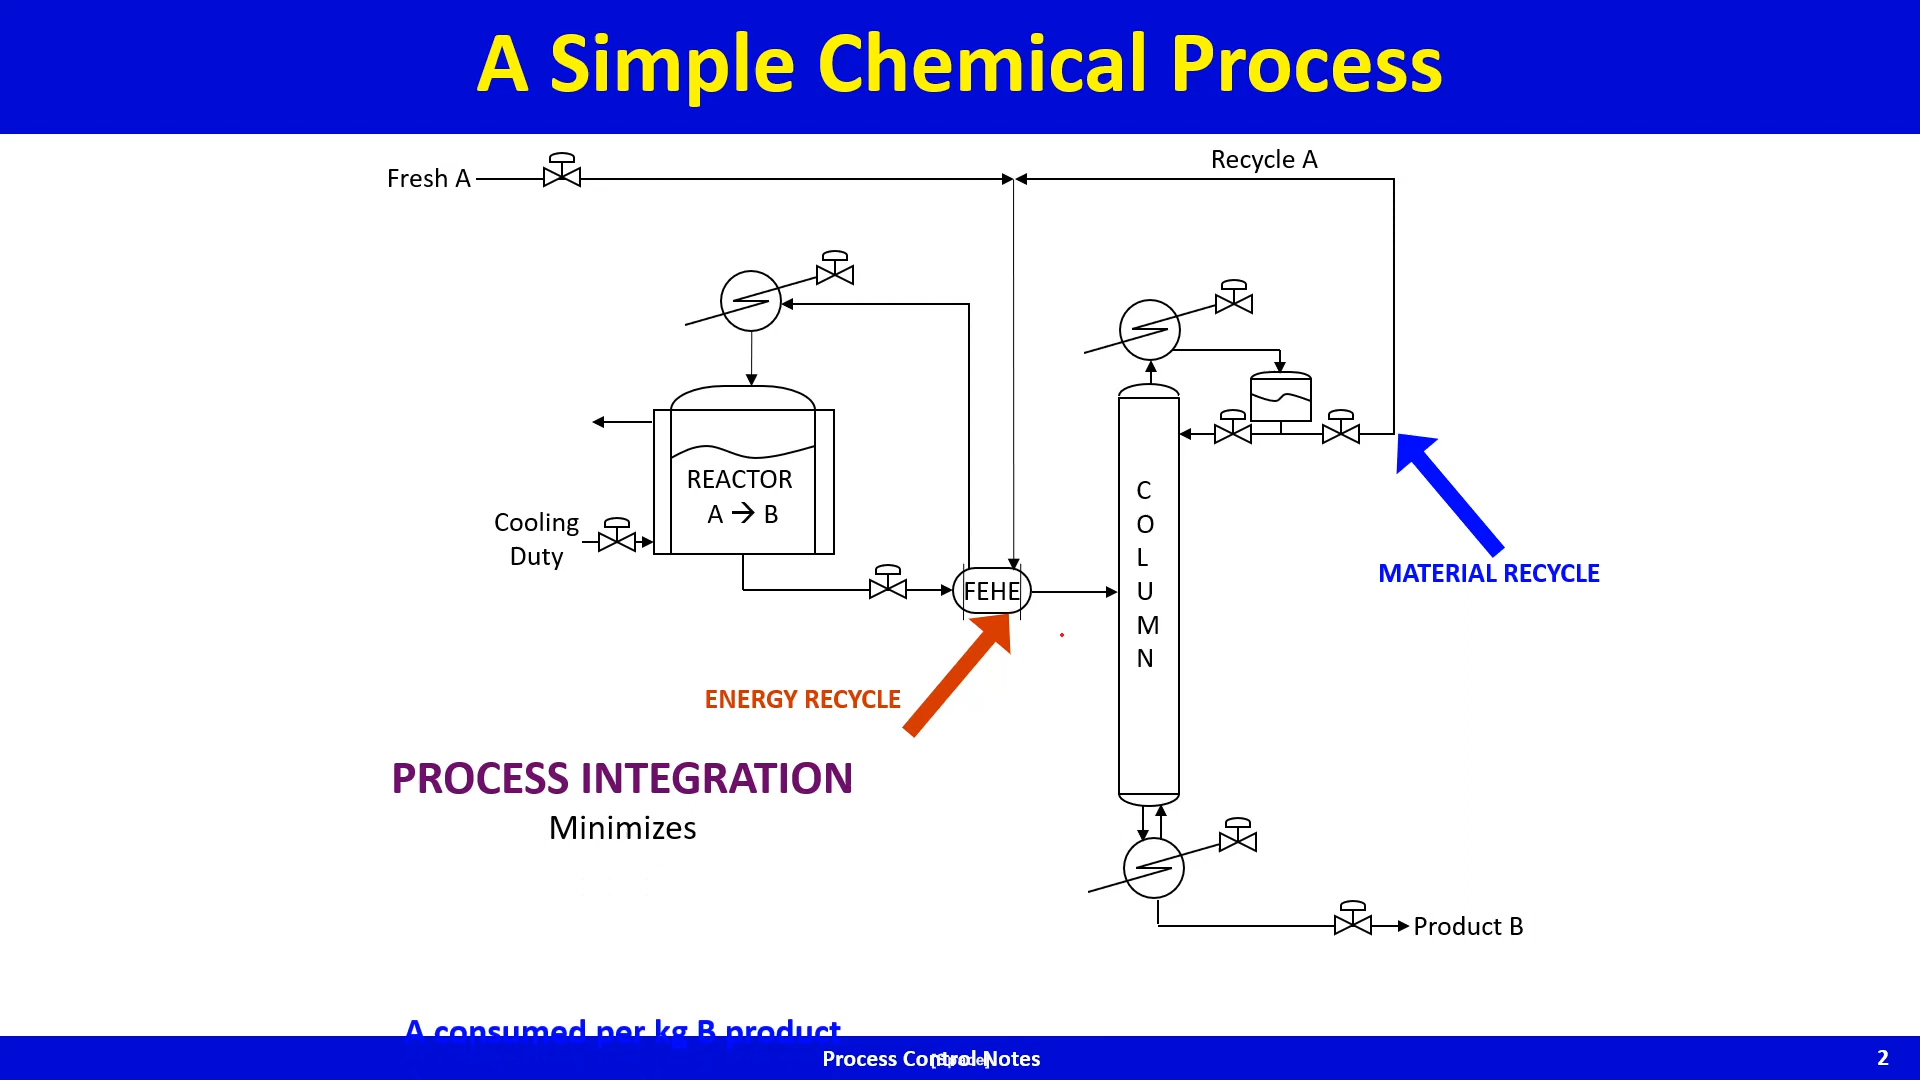 A Simple Chemical Process
Fresh A
Recycle A
REACTOR
A → B
Cooling
Duty
FEHE
C
O
L
U
M
N
MATERIAL RECYCLE
ENERGY RECYCLE
PROCESS INTEGRATION
Minimizes
Product B
A consumed per kg B product
Process Control Notes
2